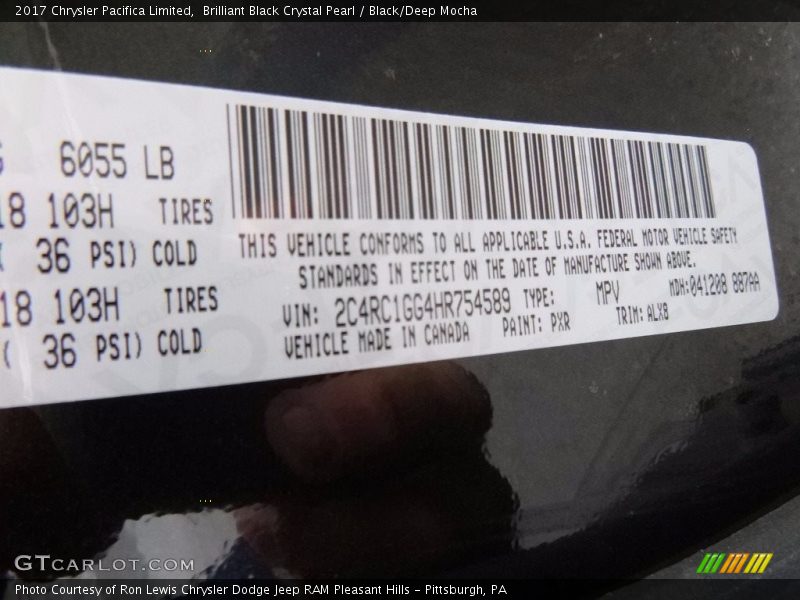 2017 Chrysler Pacifica Limited, Brilliant Black Crystal Pearl / Black/Deep Mocha
6055 LB
18 103H TIRES
( 36 PSI) COLD
18 103H TIRES
( 36 PSI) COLD
THIS VEHICLE CONFORMS TO ALL APPLICABLE U.S.A. FEDERAL MOTOR VEHICLE SAFETY
STANDARDS IN EFFECT ON THE DATE OF MANUFACTURE SHOWN ABOVE.
VIN: 2C4RC1GG4HR754589 TYPE: MPV MDH:041208 887AA
VEHICLE MADE IN CANADA PAINT: PXR TRIM: ALX8
GTCARLOT.COM
Photo Courtesy of Ron Lewis Chrysler Dodge Jeep RAM Pleasant Hills - Pittsburgh, PA